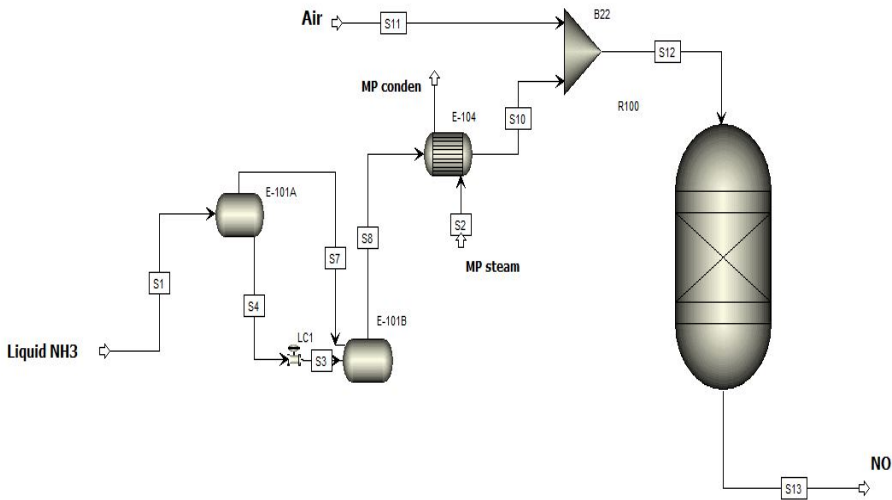 Air
S11
B22
S12
MP conden
E-104
S10
R100
E-101A
S8
S7
S2
MP steam
S1
S4
E-101B
LC1
S3
Liquid NH3
NO
S13